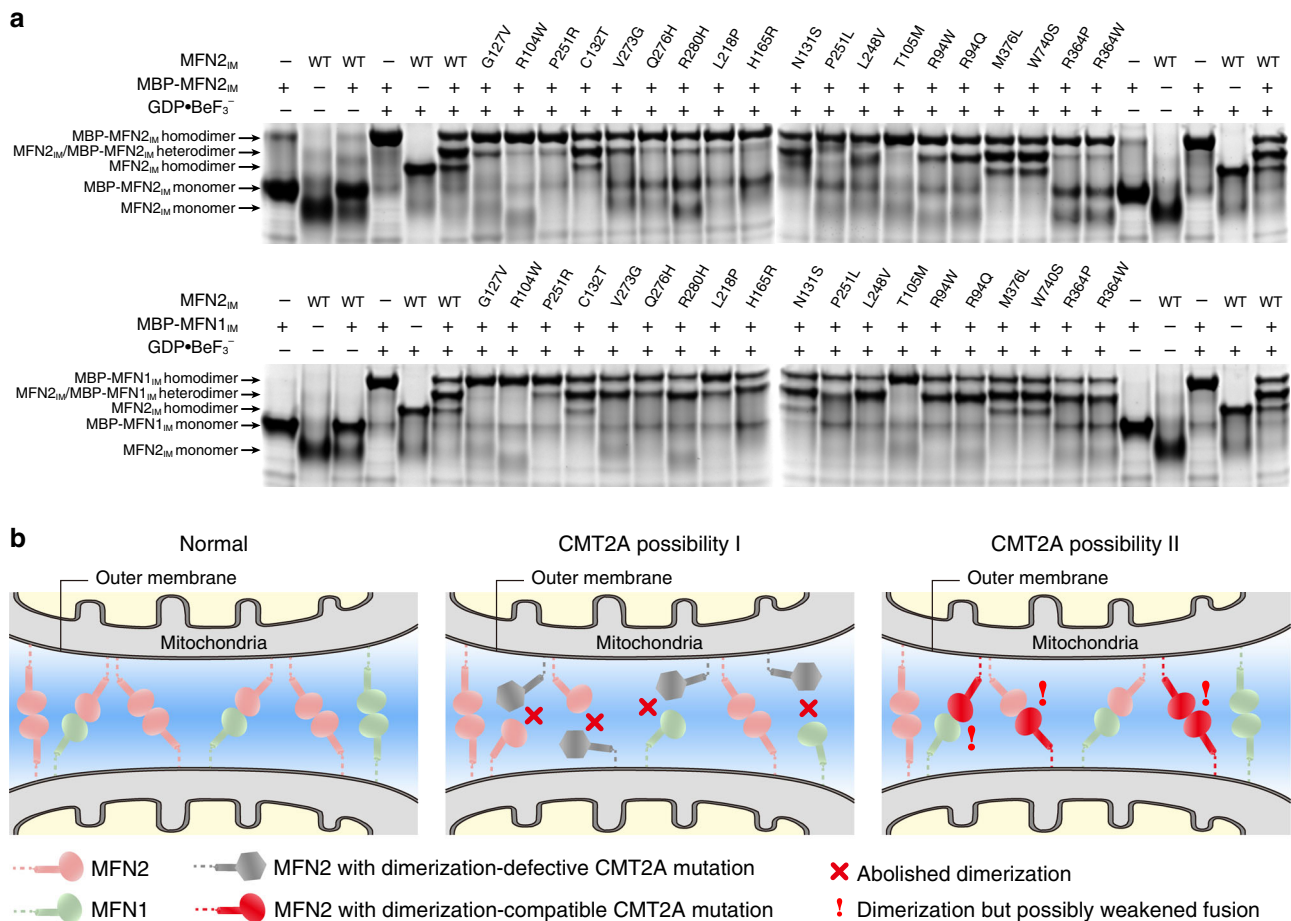 a
MFN2IM – WT WT – WT WT G127V R104W P251R C132T V273G Q276H R280H L218P H165R N131S P251L L248V T105M R94W R94Q M376L W740S R364P R364W – WT – WT WT
MBP-MFN2IM + – + + – + + + + + + + + + + + + + + + + + + + + + – + – +
GDP•BeF3– – – – + + + + + + + + + + + + + + + + + + + + + + – – + + +
MBP-MFN2IM homodimer
MFN2IM/MBP-MFN2IM heterodimer
MFN2IM homodimer
MBP-MFN2IM monomer
MFN2IM monomer
MFN2IM – WT WT – WT WT G127V R104W P251R C132T V273G Q276H R280H L218P H165R N131S P251L L248V T105M R94W R94Q M376L W740S R364P R364W – WT – WT WT
MBP-MFN1IM + – + + – + + + + + + + + + + + + + + + + + + + + + – + – +
GDP•BeF3– – – – + + + + + + + + + + + + + + + + + + + + + + – – + + +
MBP-MFN1IM homodimer
MFN2IM/MBP-MFN1IM heterodimer
MFN2IM homodimer
MBP-MFN1IM monomer
MFN2IM monomer
b
Normal
CMT2A possibility I
CMT2A possibility II
Outer membrane
Outer membrane
Outer membrane
Mitochondria
Mitochondria
Mitochondria
MFN2
MFN2 with dimerization-defective CMT2A mutation
Abolished dimerization
MFN1
MFN2 with dimerization-compatible CMT2A mutation
! Dimerization but possibly weakened fusion